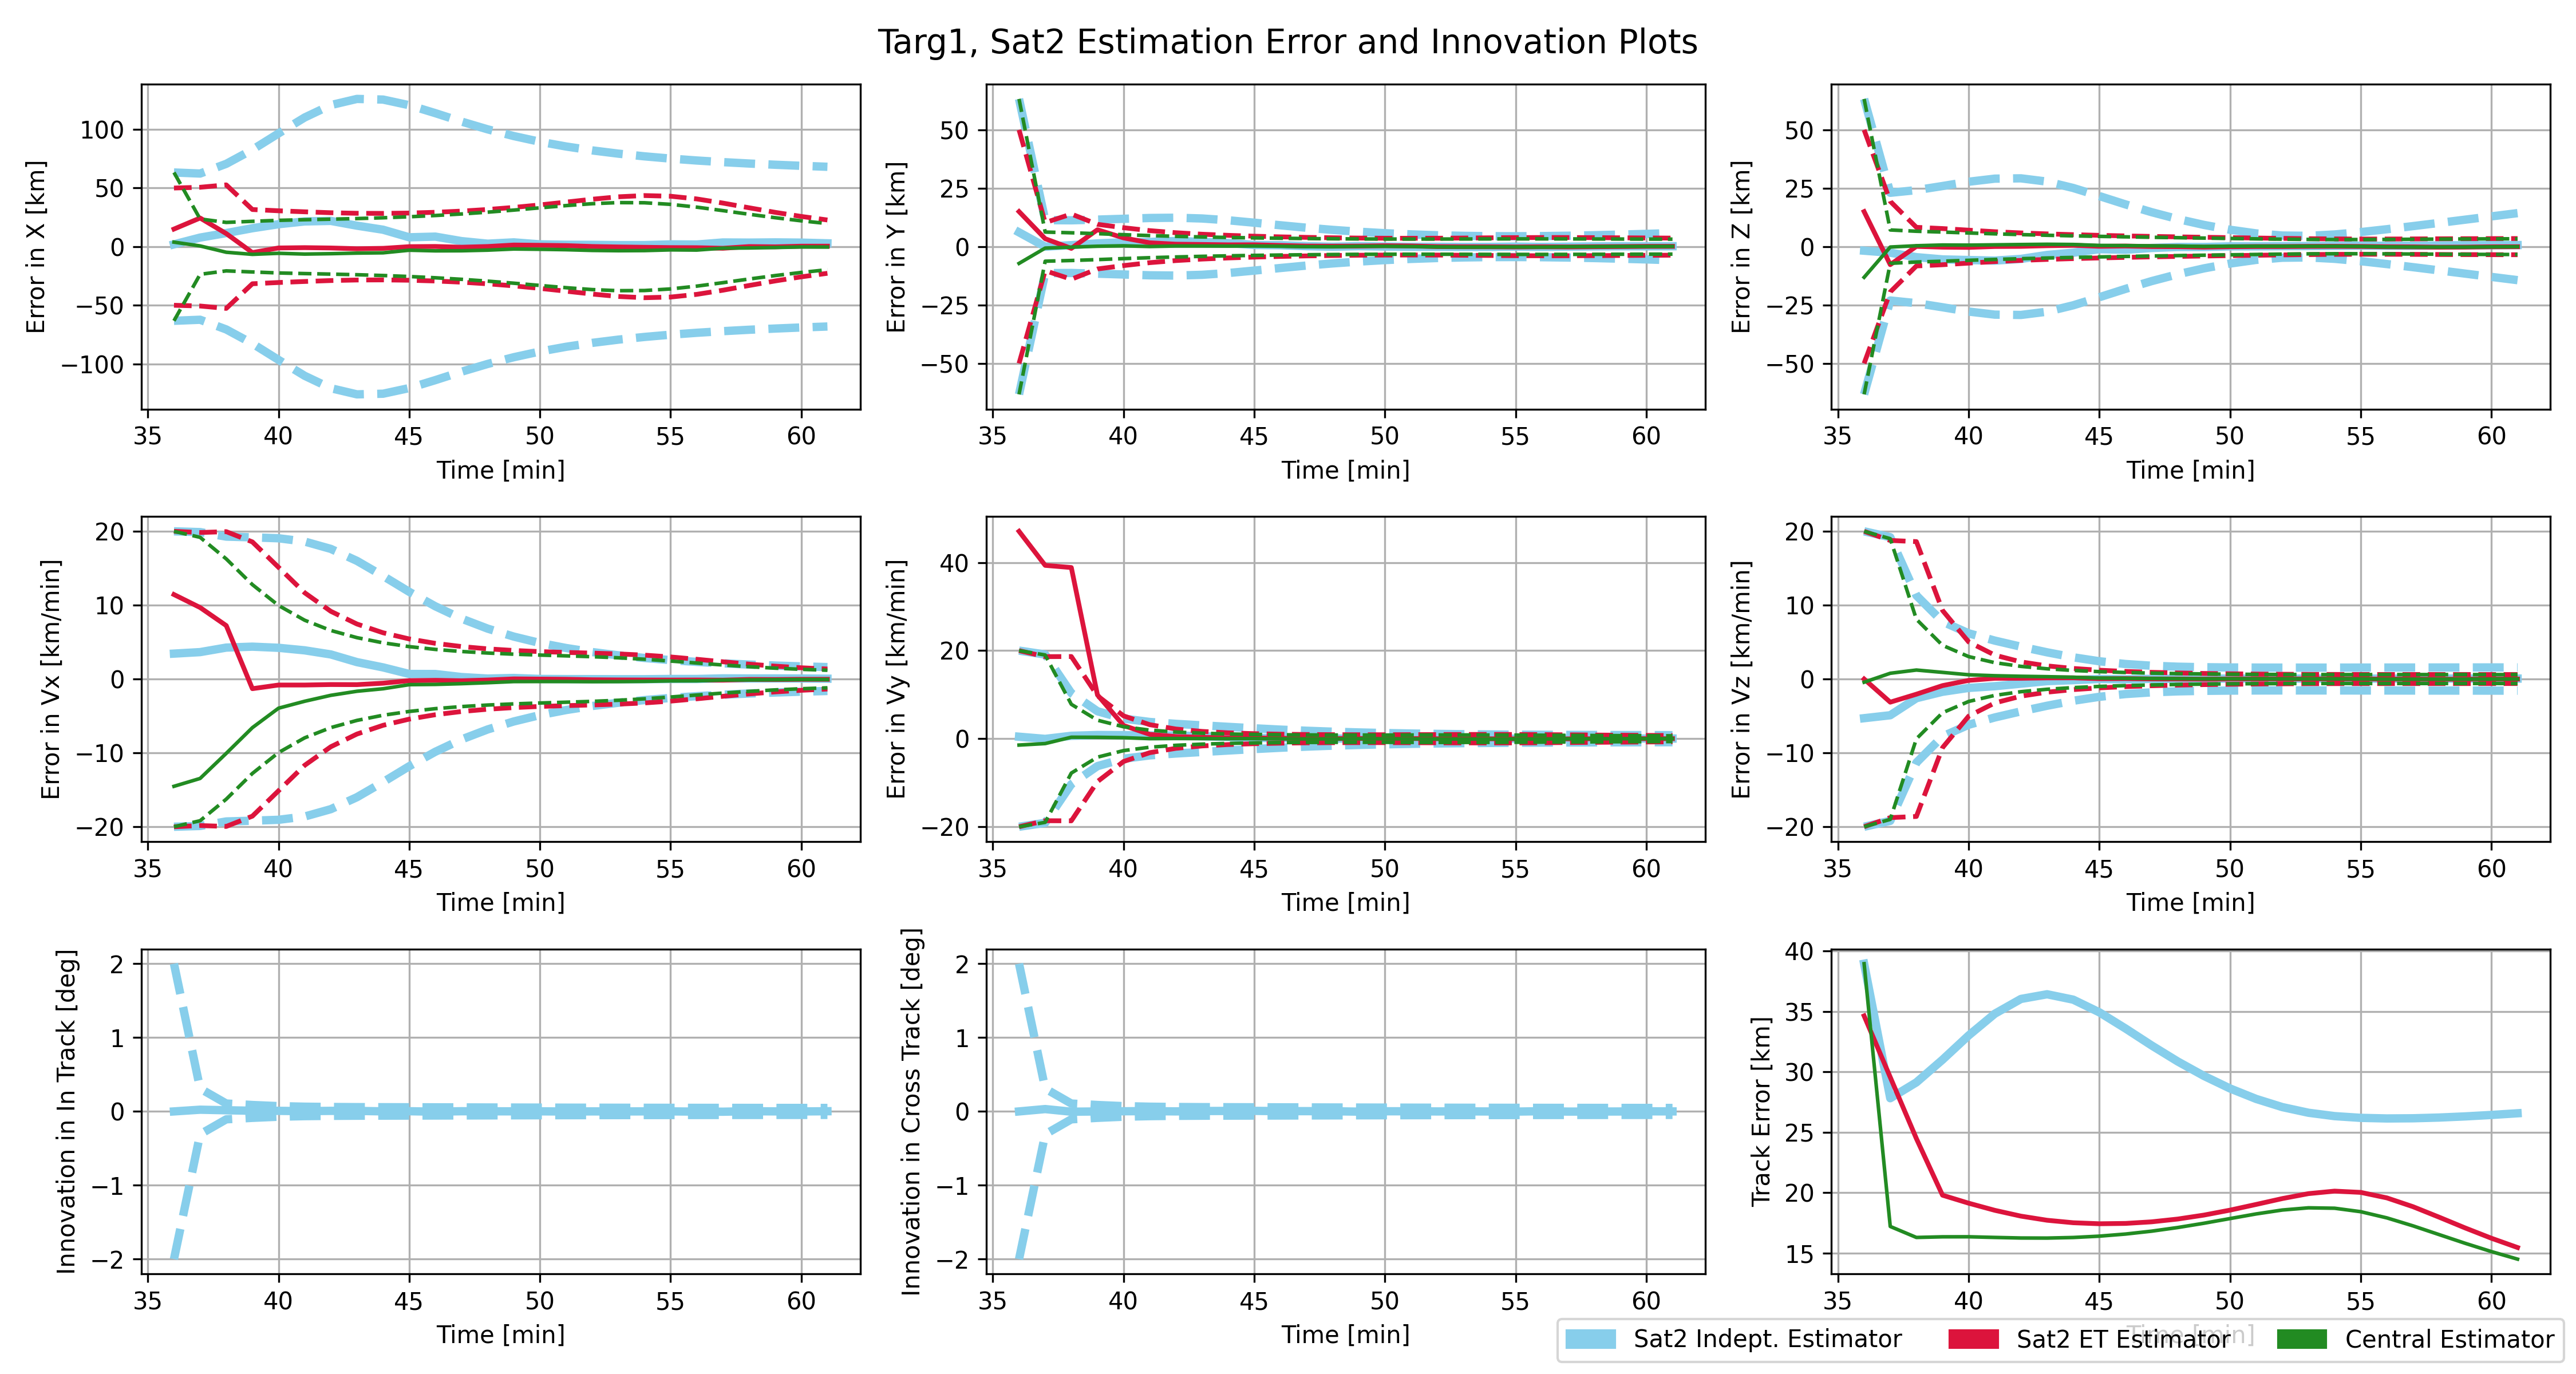 Targ1, Sat2 Estimation Error and Innovation Plots
Error in X [km]
100
50
0
−50
−100
35 40 45 50 55 60
Time [min]
Error in Y [km]
50
25
0
−25
−50
35 40 45 50 55 60
Time [min]
Error in Z [km]
50
25
0
−25
−50
35 40 45 50 55 60
Time [min]
Error in Vx [km/min]
20
10
0
−10
−20
35 40 45 50 55 60
Time [min]
Error in Vy [km/min]
40
20
0
−20
35 40 45 50 55 60
Time [min]
Error in Vz [km/min]
20
10
0
−10
−20
35 40 45 50 55 60
Time [min]
Innovation in In Track [deg]
2
1
0
−1
−2
35 40 45 50 55 60
Time [min]
Innovation in Cross Track [deg]
2
1
0
−1
−2
35 40 45 50 55 60
Time [min]
Track Error [km]
40
35
30
25
20
15
35 40 45 50 55 60
Time [min]
Sat2 Indept. Estimator Sat2 ET Estimator Central Estimator